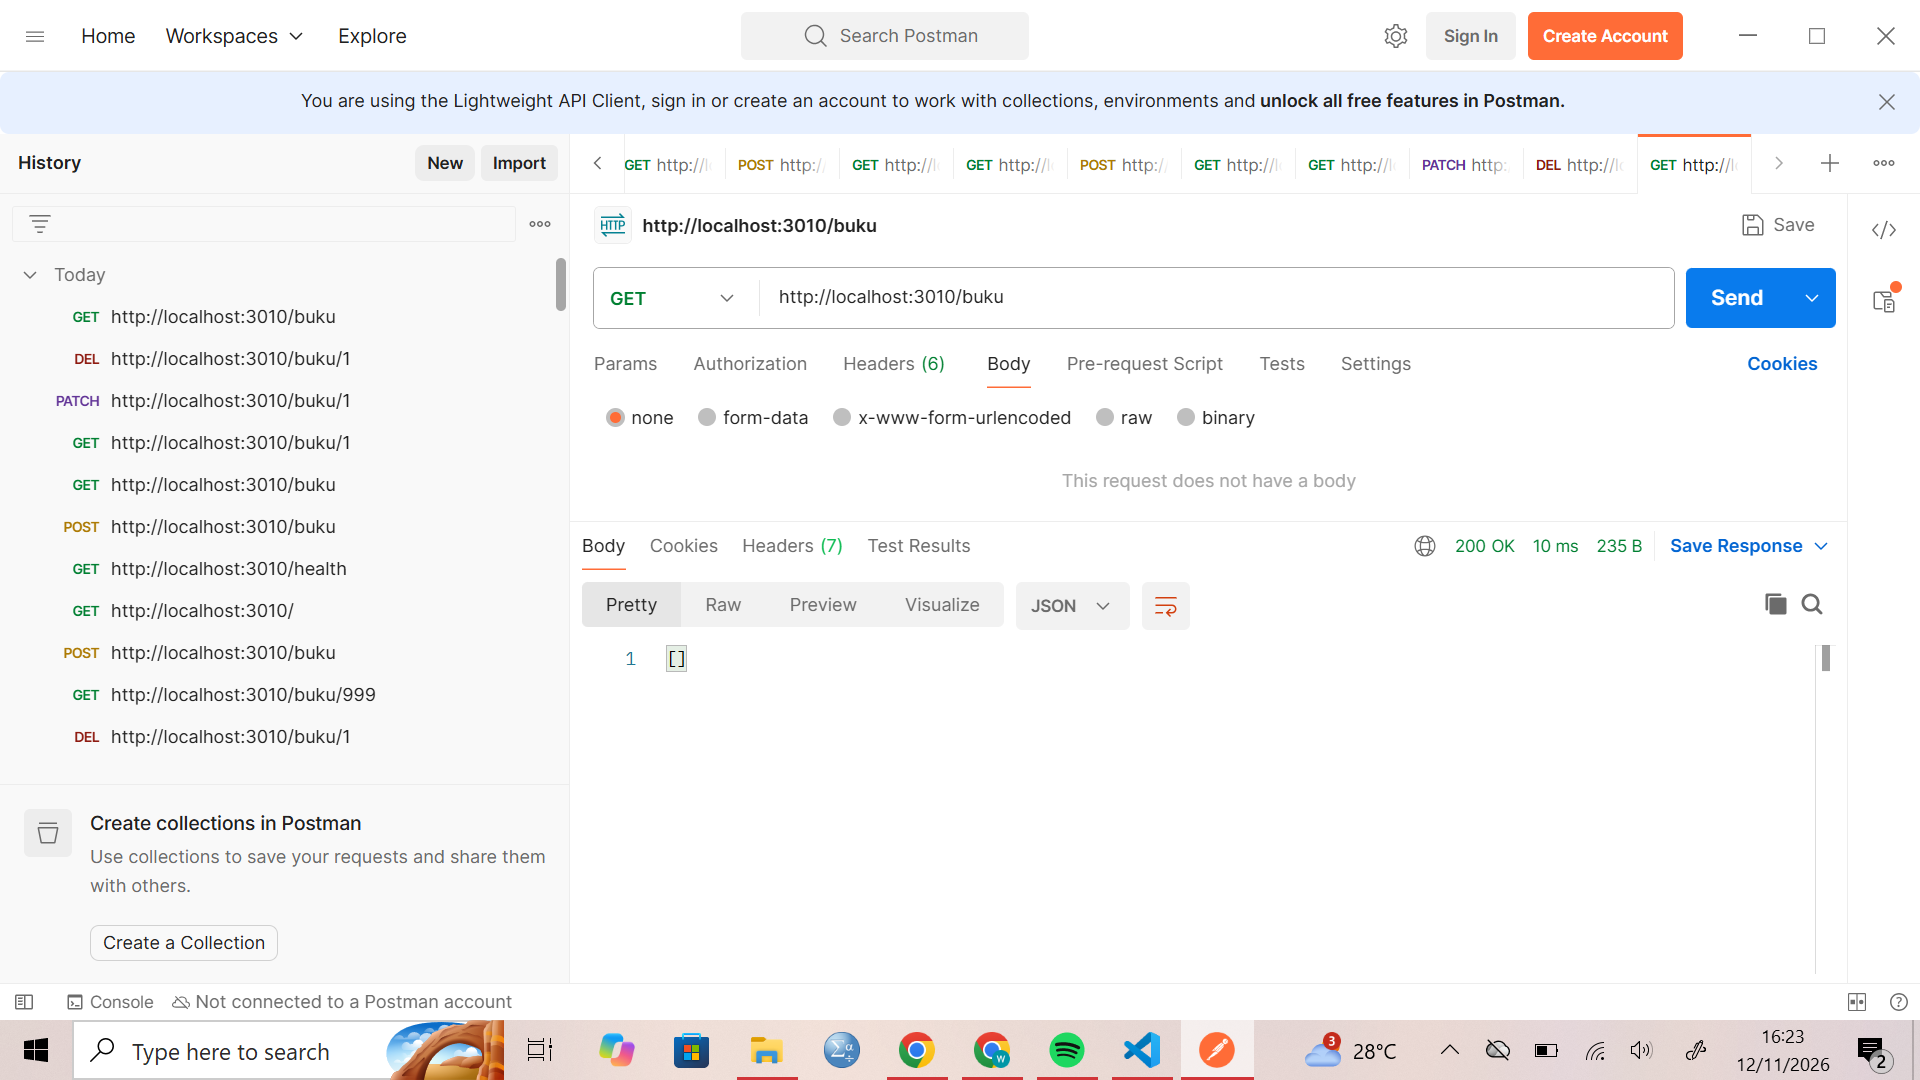 Home Workspaces Explore Search Postman Sign In Create Account
You are using the Lightweight API Client, sign in or create an account to work with collections, environments and unlock all free features in Postman.
History New Import
GET http://l POST http:/ GET http://l GET http://l POST http:/ GET http://l GET http://l PATCH http: DEL http://l GET http://l
HTTP http://localhost:3010/buku Save
Today
GET http://localhost:3010/buku
DEL http://localhost:3010/buku/1
PATCH http://localhost:3010/buku/1
GET http://localhost:3010/buku/1
GET http://localhost:3010/buku
POST http://localhost:3010/buku
GET http://localhost:3010/health
GET http://localhost:3010/
POST http://localhost:3010/buku
GET http://localhost:3010/buku/999
DEL http://localhost:3010/buku/1
Create collections in Postman
Use collections to save your requests and share them
with others.
Create a Collection
GET http://localhost:3010/buku Send
Params Authorization Headers (6) Body Pre-request Script Tests Settings Cookies
none form-data x-www-form-urlencoded raw binary
This request does not have a body
Body Cookies Headers (7) Test Results 200 OK 10 ms 235 B Save Response
Pretty Raw Preview Visualize JSON
1 []
Console Not connected to a Postman account
Type here to search 3 28°C 16:23
12/11/2026 2